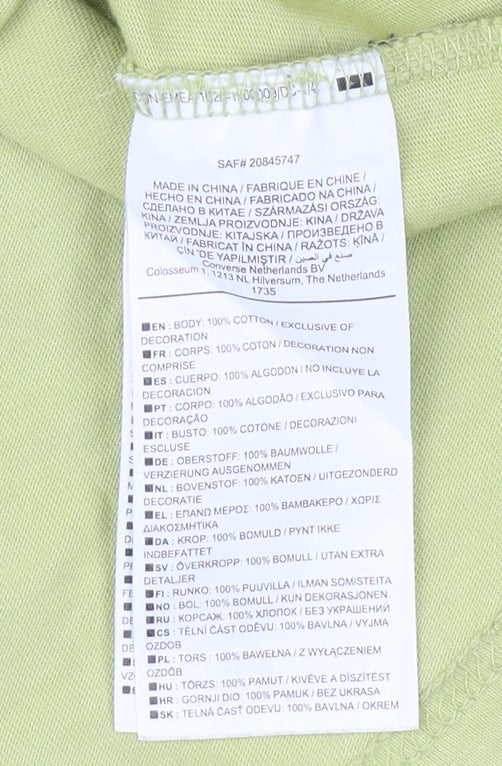 SAF# 20845747
MADE IN CHINA / FABRIQUE EN CHINE /
HECHO EN CHINA / FABRICADO NA CHINA /
СДЕЛАНО В КИТАЕ / SZÁRMAZÁSI ORSZÁG:
KINA / ZEMLJA PROIZVODNJE: KINA / DRŽAVA
PROIZVODNJE: KITAJSKA / ПРОИЗВЕДЕНО В
КИТАЙ / FABRICAT ÎN CHINA / RAŽOTS: ĶĪNĀ /
ÇİN'DE YAPILMIŞTIR / صنع في الصين
Converse Netherlands BV
Colosseum 1, 1213 NL Hilversum, The Netherlands
1735
EN : BODY: 100% COTTON / EXCLUSIVE OF
DECORATION
FR : CORPS: 100% COTON / DECORATION NON
COMPRISE
ES : CUERPO: 100% ALGODON / NO INCLUYE LA
DECORACION
PT : CORPO: 100% ALGODÃO / EXCLUSIVO PARA
DECORAÇÃO
IT : BUSTO: 100% COTONE / DECORAZIONI
ESCLUSE
DE : OBERSTOFF: 100% BAUMWOLLE /
VERZIERUNG AUSGENOMMEN
NL : BOVENSTOF: 100% KATOEN / UITGEZONDERD
DECORATIE
EL : ΕΠΑΝΩ ΜΕΡΟΣ: 100% ΒΑΜΒΑΚΕΡΟ / ΧΩΡΙΣ
ΔΙΑΚΟΣΜΗΤΙΚΑ
DA : KROP: 100% BOMULD / PYNT IKKE
INDBEFATTET
SV : ÖVERKROPP: 100% BOMULL / UTAN EXTRA
DETALJER
FI : RUNKO: 100% PUUVILLA / ILMAN SOMISTEITA
NO : BOL: 100% BOMULL / KUN DEKORASJONEN
RU : КОРСАЖ: 100% ХЛОПОК / БЕЗ УКРАШЕНИЙ
CS : TĚLNÍ ČÁST ODĚVU: 100% BAVLNA / VYJMA
OZDOB
PL : TORS : 100% BAWEŁNA / Z WYŁĄCZENIEM
OZDÓB
HU : TÖRZS: 100% PAMUT / KIVÉVE A DÍSZÍTÉST
HR : GORNJI DIO: 100% PAMUK / BEZ UKRASA
SK : TELNÁ ČASŤ ODEVU: 100% BAVLNA / OKREM